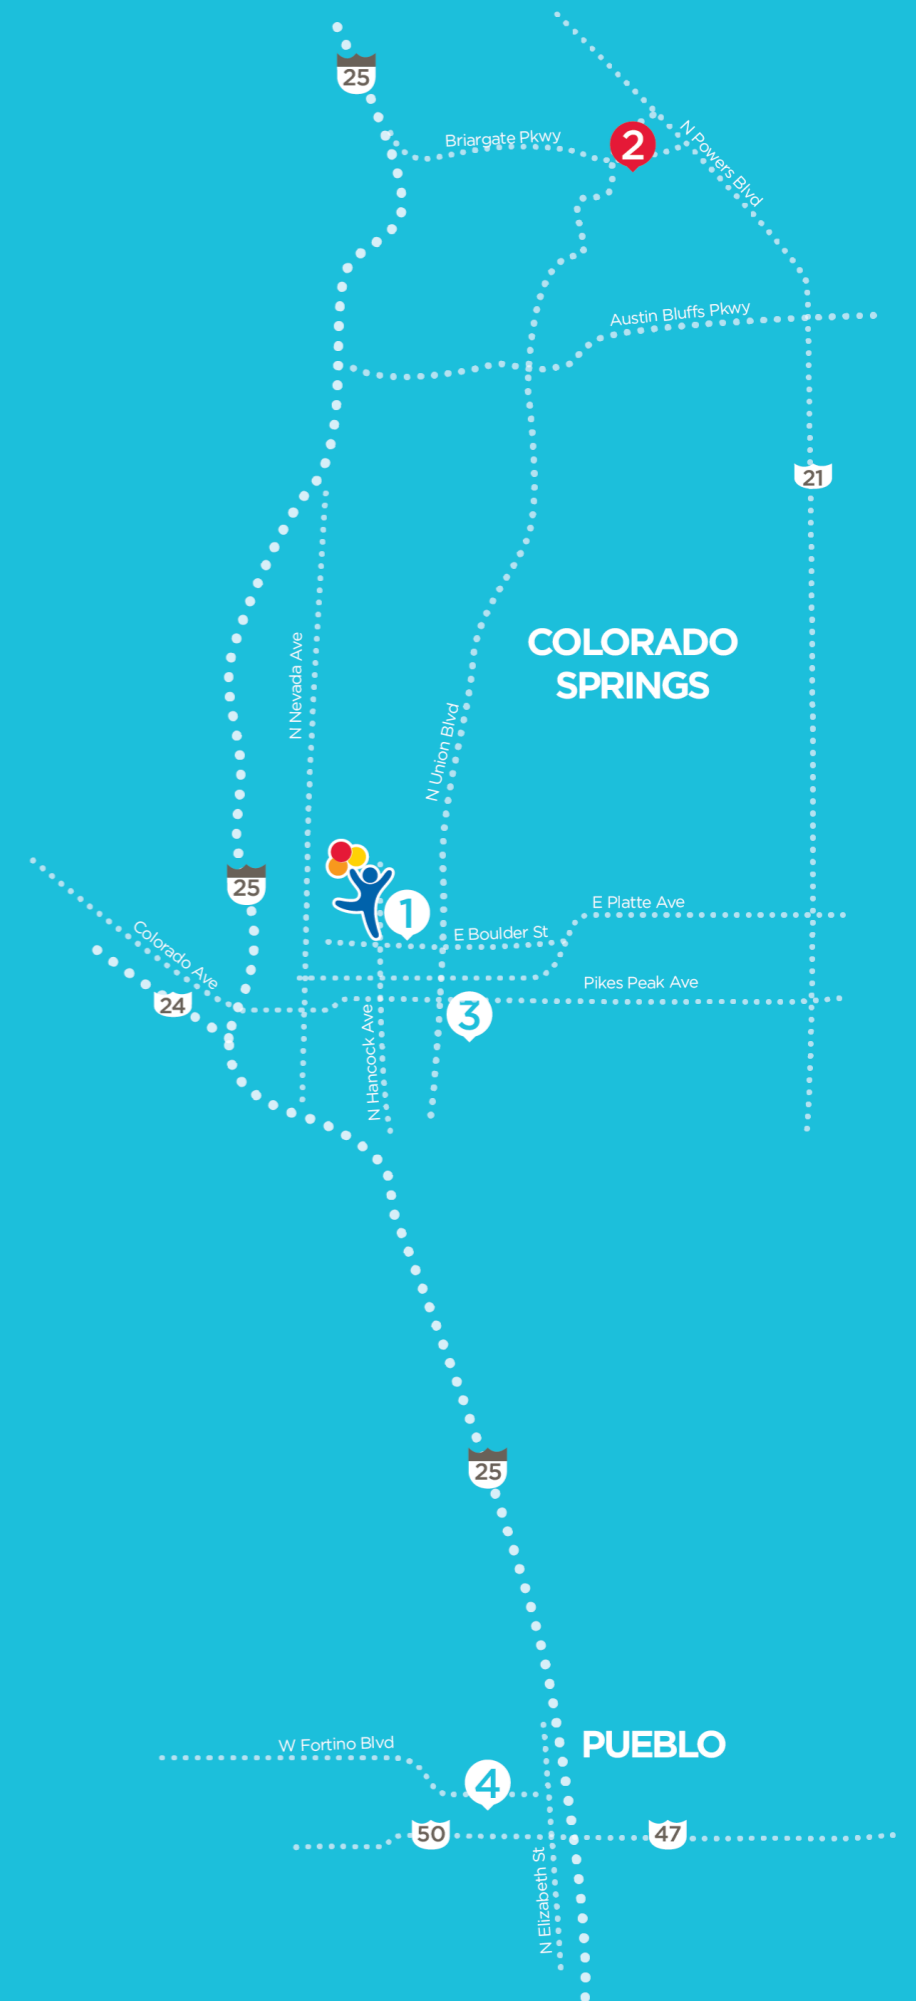 25
Briargate Pkwy
2
N Powers Blvd
Austin Bluffs Pkwy
21
COLORADO
SPRINGS
N Nevada Ave
N Union Blvd
25
1
E Platte Ave
E Boulder St
Colorado Ave
24
Pikes Peak Ave
3
N Hancock Ave
25
PUEBLO
W Fortino Blvd
4
50
47
N Elizabeth St